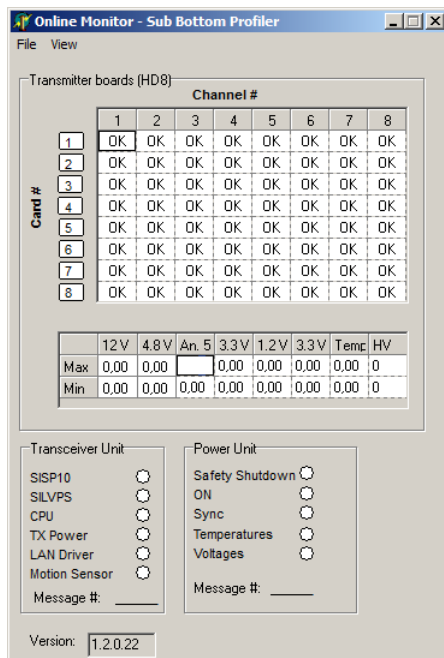 Online Monitor - Sub Bottom Profiler
File View
Transmitter boards (HD8)
Channel #
1 2 3 4 5 6 7 8
Card #
1 OK OK OK OK OK OK OK OK
2 OK OK OK OK OK OK OK OK
3 OK OK OK OK OK OK OK OK
4 OK OK OK OK OK OK OK OK
5 OK OK OK OK OK OK OK OK
6 OK OK OK OK OK OK OK OK
7 OK OK OK OK OK OK OK OK
8 OK OK OK OK OK OK OK OK
12 V 4.8 V An. 5 3.3 V 1.2 V 3.3 V Temp HV
Max 0,00 0,00 0,00 0,00 0,00 0,00 0
Min 0,00 0,00 0,00 0,00 0,00 0,00 0,00 0
Transceiver Unit
SISP10
SILVPS
CPU
TX Power
LAN Driver
Motion Sensor
Message #:
Power Unit
Safety Shutdown
ON
Sync
Temperatures
Voltages
Message #:
Version: 1.2.0.22